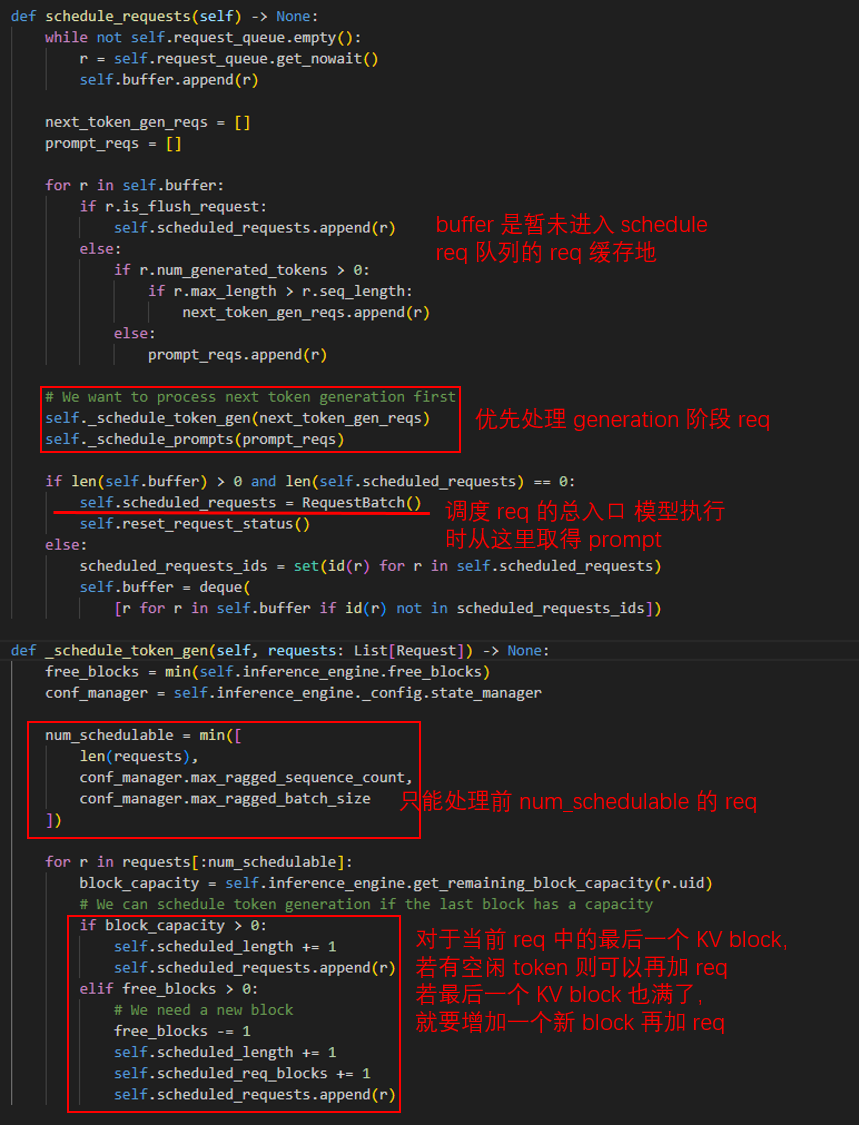 def schedule_requests(self) -> None:
    while not self.request_queue.empty():
        r = self.request_queue.get_nowait()
        self.buffer.append(r)
    next_token_gen_reqs = []
    prompt_reqs = []
    for r in self.buffer:
        if r.is_flush_request:
            self.scheduled_requests.append(r)
        else:
            if r.num_generated_tokens > 0:
                if r.max_length > r.seq_length:
                    next_token_gen_reqs.append(r)
            else:
                prompt_reqs.append(r)
buffer 是暂未进入 schedule
req 队列的 req 缓存地
    # We want to process next token generation first
    self._schedule_token_gen(next_token_gen_reqs)
    self._schedule_prompts(prompt_reqs)
优先处理 generation 阶段 req
    if len(self.buffer) > 0 and len(self.scheduled_requests) == 0:
        self.scheduled_requests = RequestBatch()
        self.reset_request_status()
    else:
        scheduled_requests_ids = set(id(r) for r in self.scheduled_requests)
        self.buffer = deque(
            [r for r in self.buffer if id(r) not in scheduled_requests_ids])
调度 req 的总入口 模型执行
时从这里取得 prompt
def _schedule_token_gen(self, requests: List[Request]) -> None:
    free_blocks = min(self.inference_engine.free_blocks)
    conf_manager = self.inference_engine._config.state_manager
    num_schedulable = min([
        len(requests),
        conf_manager.max_ragged_sequence_count,
        conf_manager.max_ragged_batch_size
    ])
只能处理前 num_schedulable 的 req
    for r in requests[:num_schedulable]:
        block_capacity = self.inference_engine.get_remaining_block_capacity(r.uid)
        # We can schedule token generation if the last block has a capacity
        if block_capacity > 0:
            self.scheduled_length += 1
            self.scheduled_requests.append(r)
        elif free_blocks > 0:
            # We need a new block
            free_blocks -= 1
            self.scheduled_length += 1
            self.scheduled_req_blocks += 1
            self.scheduled_requests.append(r)
对于当前 req 中的最后一个 KV block,
若有空闲 token 则可以再加 req
若最后一个 KV block 也满了,
就要增加一个新 block 再加 req